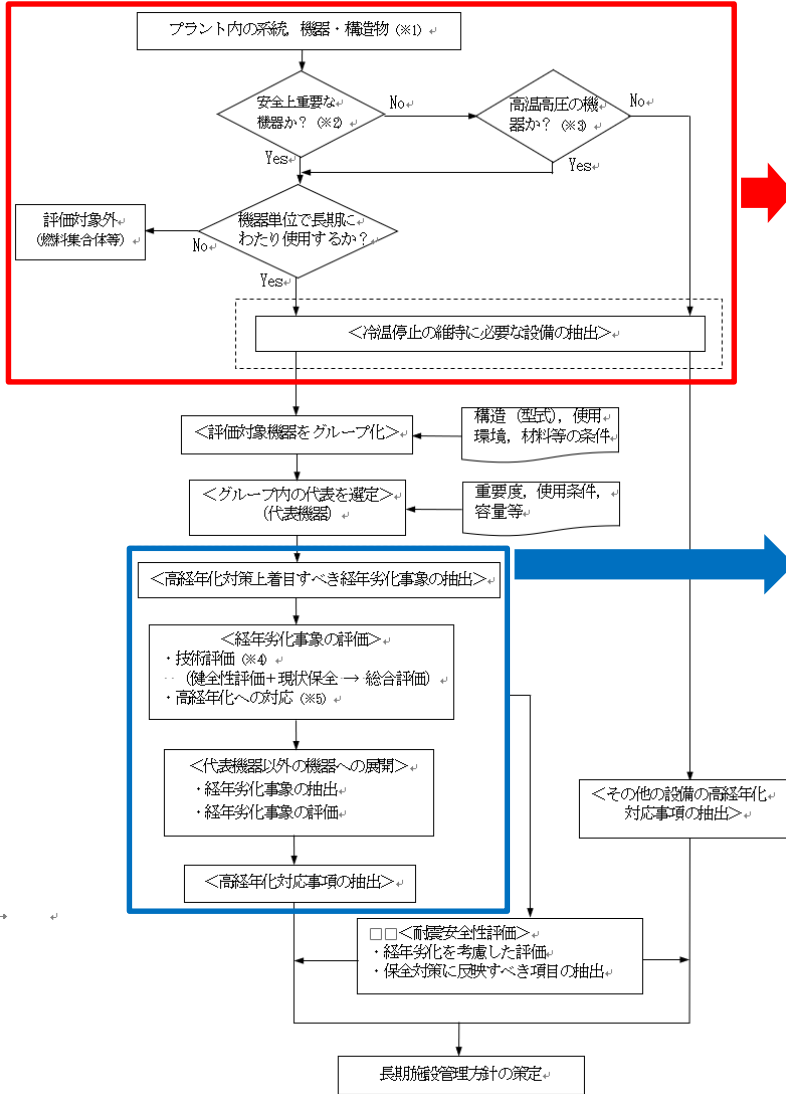 プラント内の系統，機器・構造物（※1）
安全上重要な
機器か？（※2）
No
高温高圧の機
器か？（※3）
No
Yes
Yes
評価対象外
（燃料集合体等）
No
機器単位で長期に
わたり使用するか？
Yes
＜冷温停止の維持に必要な設備の抽出＞
＜評価対象機器をグループ化＞
構造（型式），使用
環境，材料等の条件
＜グループ内の代表を選定＞
（代表機器）
重要度，使用条件，
容量等
＜高経年化対策上着目すべき経年劣化事象の抽出＞
＜経年劣化事象の評価＞
・技術評価（※4）
（健全性評価＋現状保全 → 総合評価）
・高経年化への対応（※5）
＜代表機器以外の機器への展開＞
・経年劣化事象の抽出
・経年劣化事象の評価
＜その他の設備の高経年化
対応事項の抽出＞
＜高経年化対応事項の抽出＞
□□＜耐震安全性評価＞
・経年劣化を考慮した評価
・保全対策に反映すべき項目の抽出
長期施設管理方針の策定